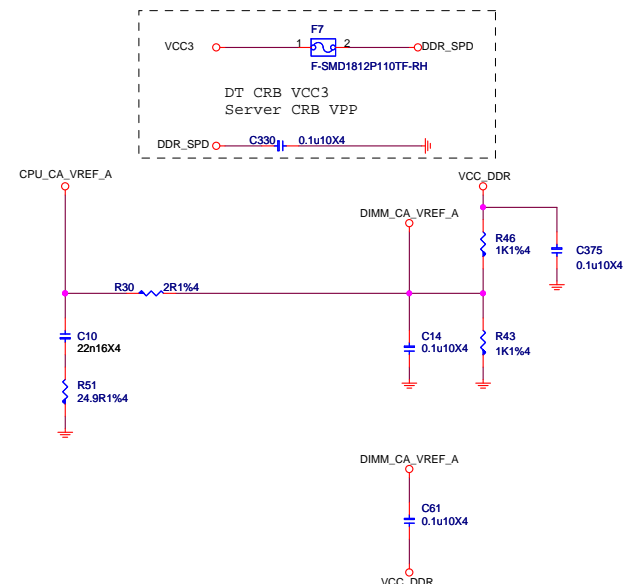 F7
VCC3
1
2
DDR_SPD
F-SMD1812P110TF-RH
DT CRB VCC3
Server CRB VPP
DDR_SPD
C330
0.1u10X4
CPU_CA_VREF_A
VCC_DDR
DIMM_CA_VREF_A
R46
1K1%4
C375
0.1u10X4
R30
2R1%4
C10
22n16X4
C14
0.1u10X4
R43
1K1%4
R51
24.9R1%4
DIMM_CA_VREF_A
C61
0.1u10X4
VCC_DDR